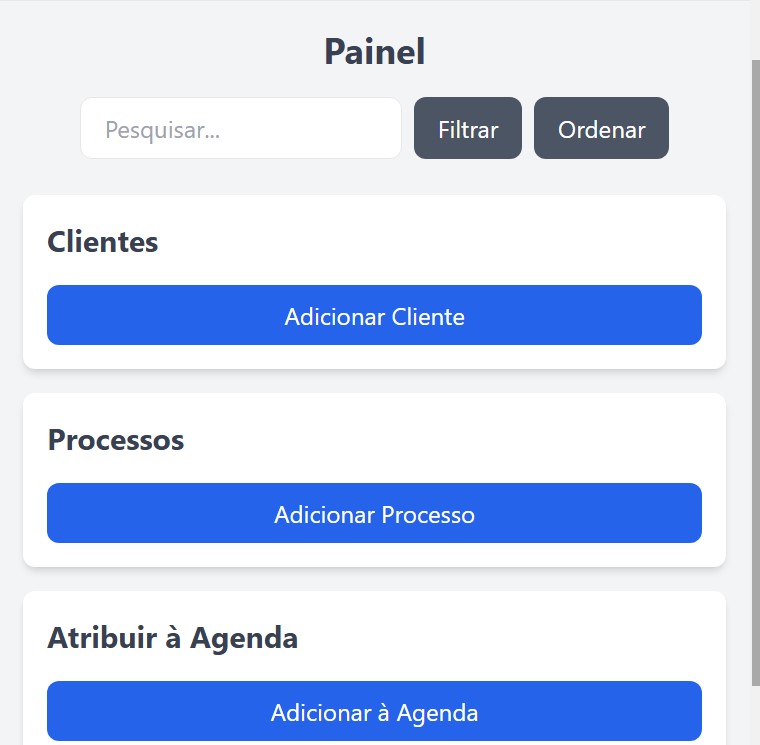 Painel
Pesquisar... Filtrar Ordenar
Clientes
Adicionar Cliente
Processos
Adicionar Processo
Atribuir à Agenda
Adicionar à Agenda